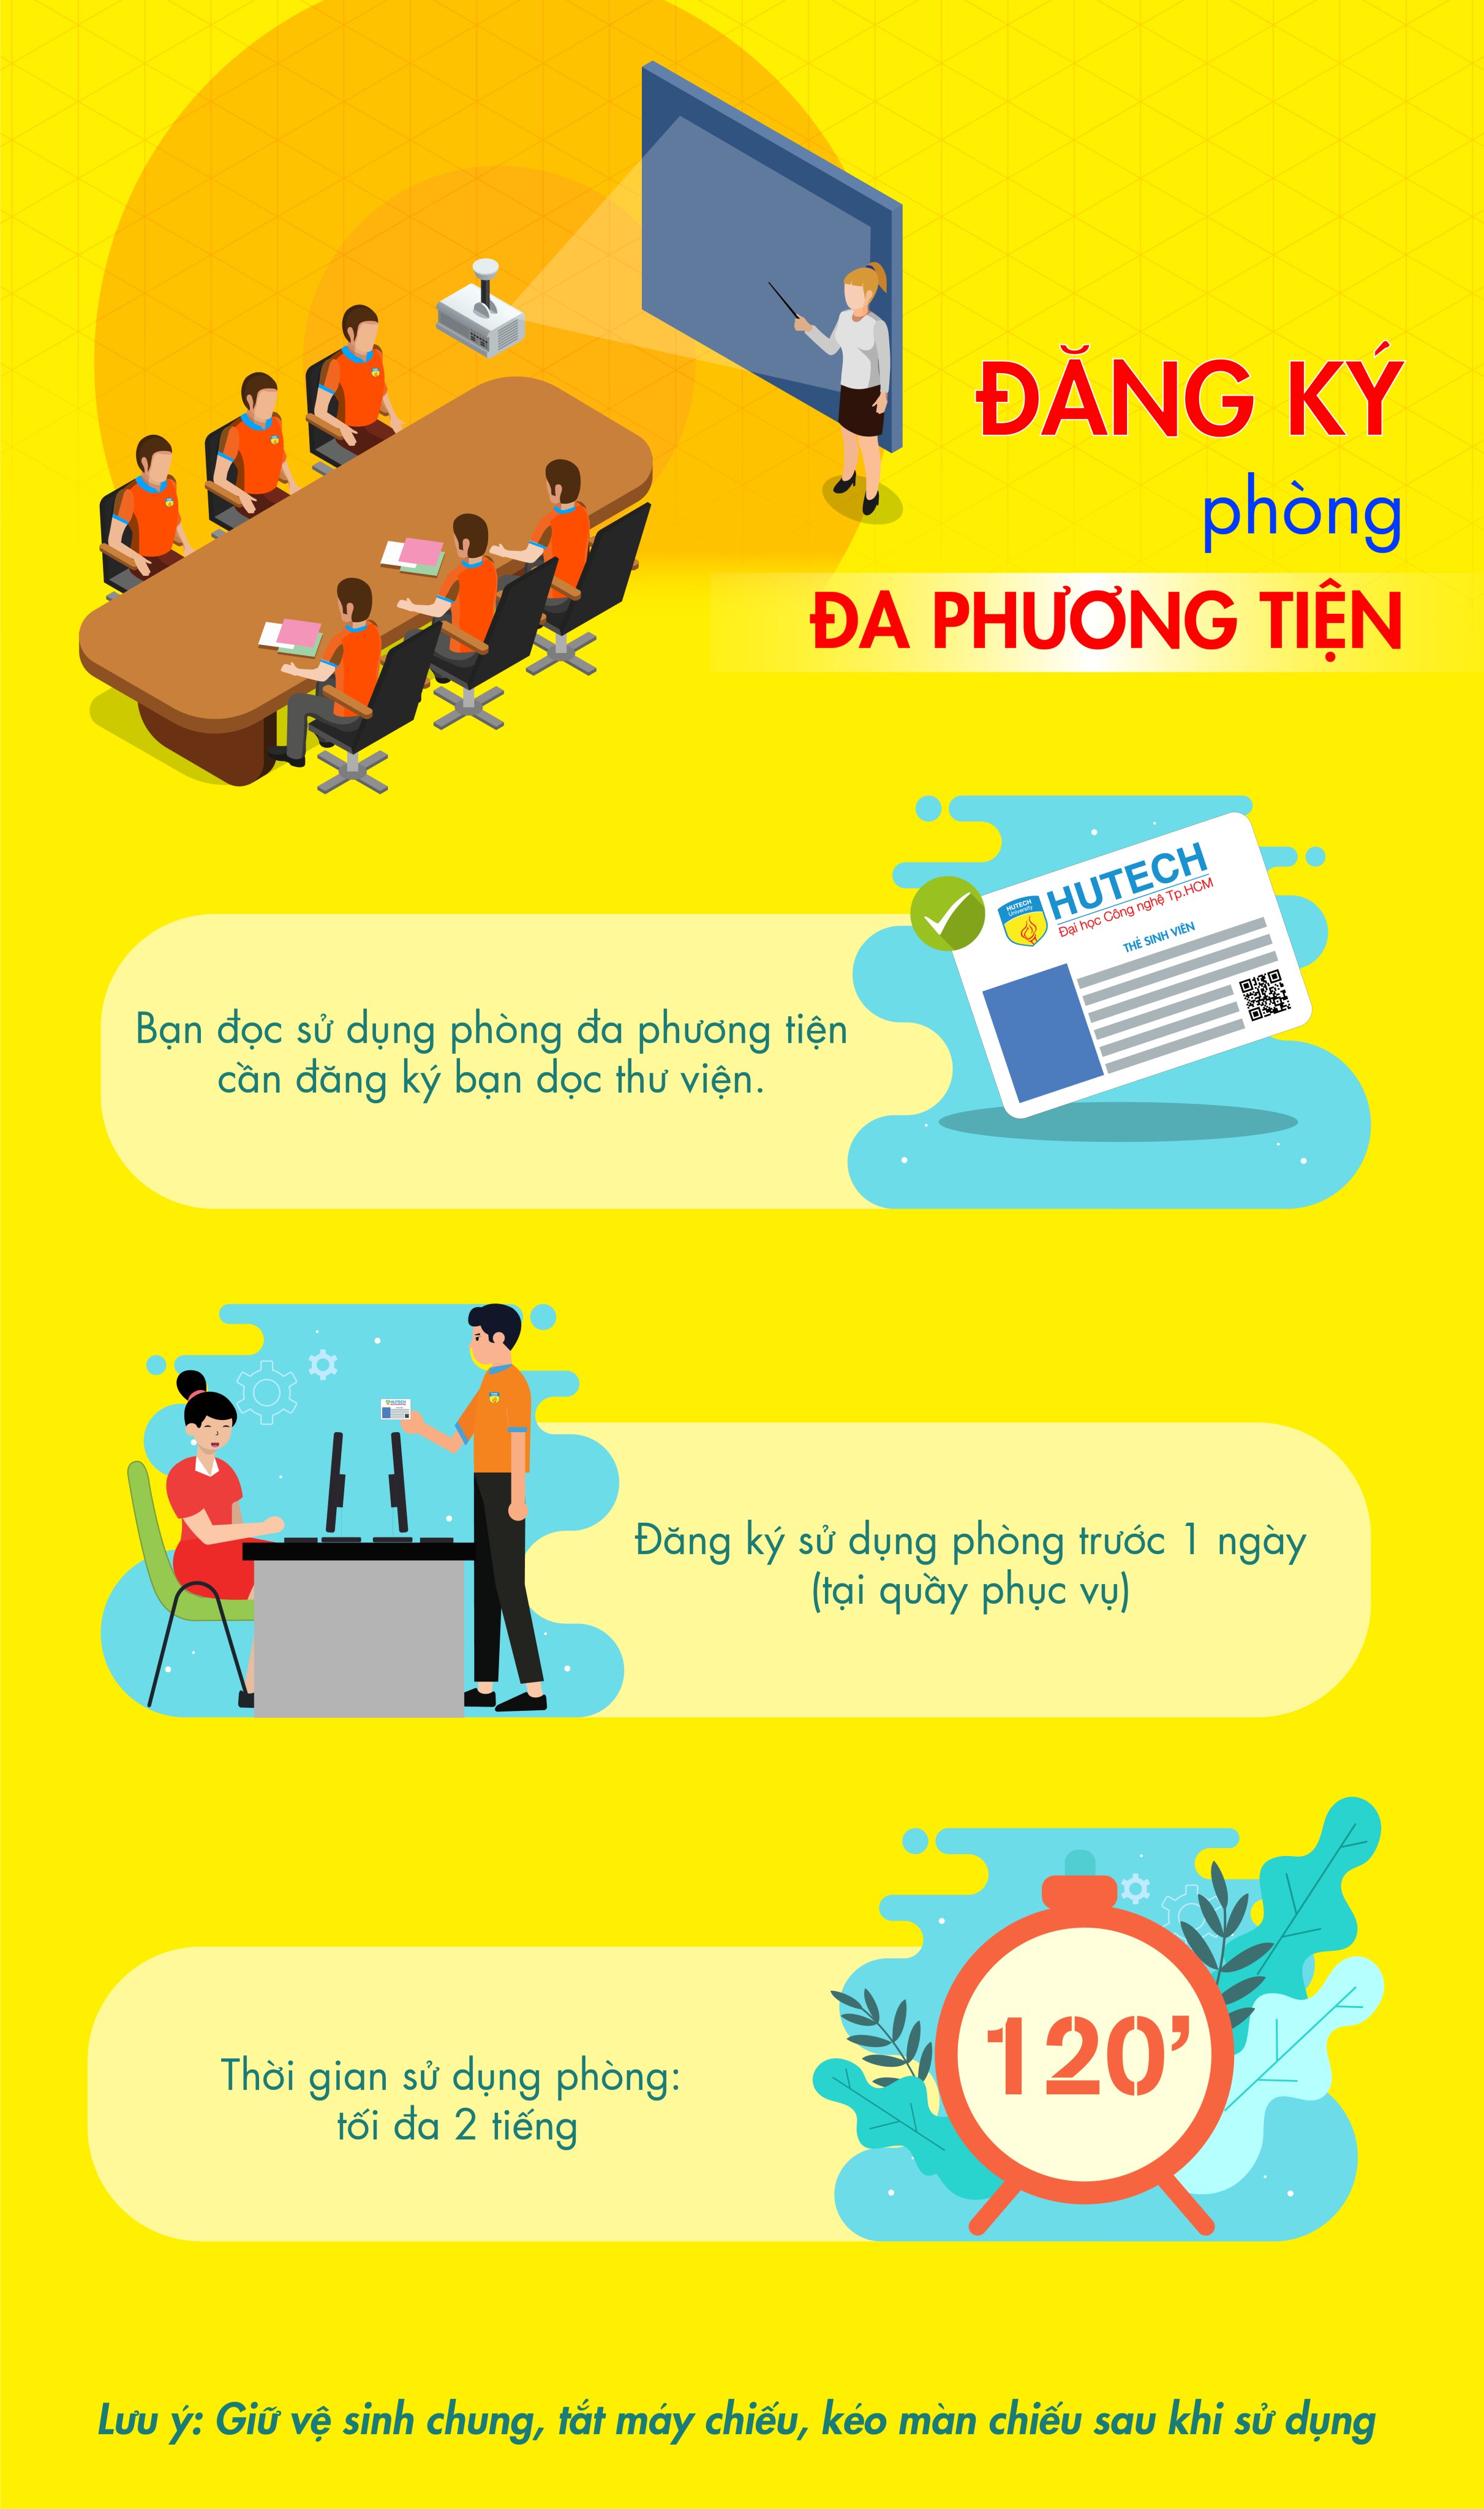 ĐĂNG KÝ
phòng
ĐA PHƯƠNG TIỆN
HUTECH
University
HUTECH
Đại học Công nghệ Tp.HCM
THẺ SINH VIÊN
Bạn đọc sử dụng phòng đa phương tiện
cần đăng ký bạn dọc thư viện.
Đăng ký sử dụng phòng trước 1 ngày
(tại quầy phục vụ)
120’
Thời gian sử dụng phòng:
tối đa 2 tiếng
Lưu ý: Giữ vệ sinh chung, tắt máy chiếu, kéo màn chiếu sau khi sử dụng